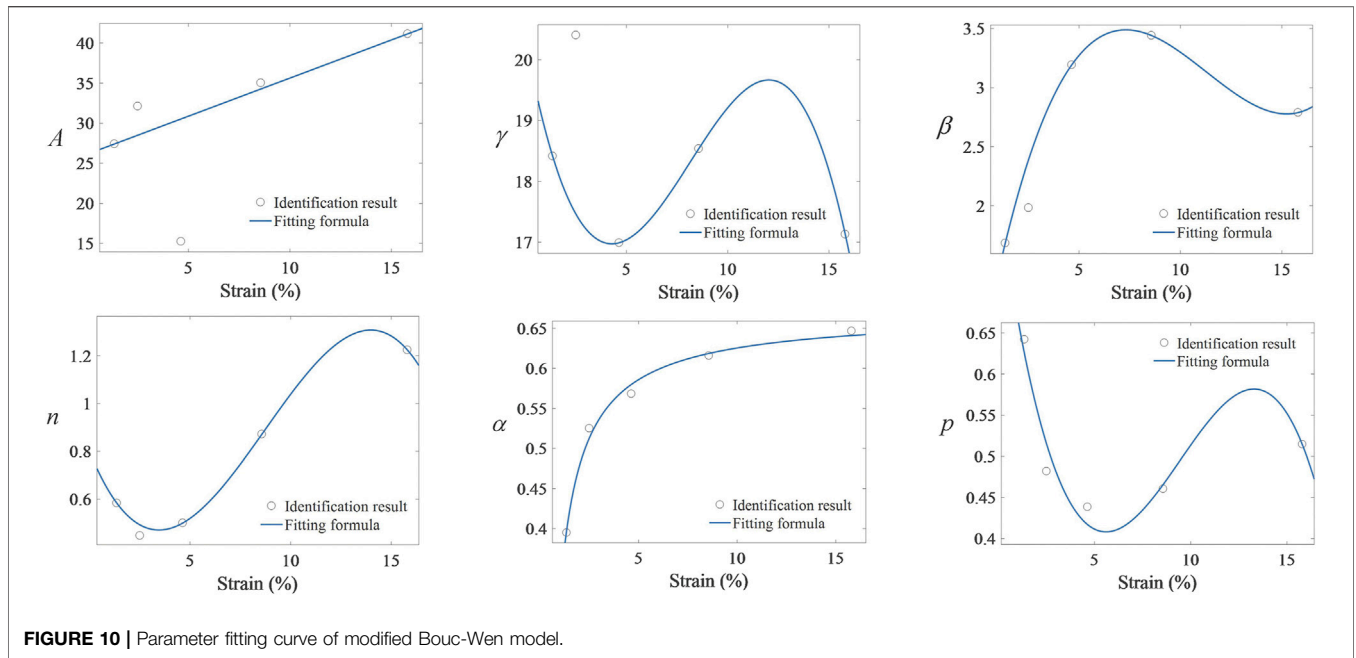 40
35
30
25
20
15
A
5
10
15
Strain (%)
Identification result
Fitting formula
20
19
18
17
γ
5
10
15
Strain (%)
Identification result
Fitting formula
3.5
3
2.5
2
β
5
10
15
Strain (%)
Identification result
Fitting formula
1.2
1
0.8
0.6
n
5
10
15
Strain (%)
Identification result
Fitting formula
0.65
0.6
0.55
0.5
0.45
0.4
α
5
10
15
Strain (%)
Identification result
Fitting formula
0.65
0.6
0.55
0.5
0.45
0.4
p
5
10
15
Strain (%)
Identification result
Fitting formula
FIGURE 10 | Parameter fitting curve of modified Bouc-Wen model.